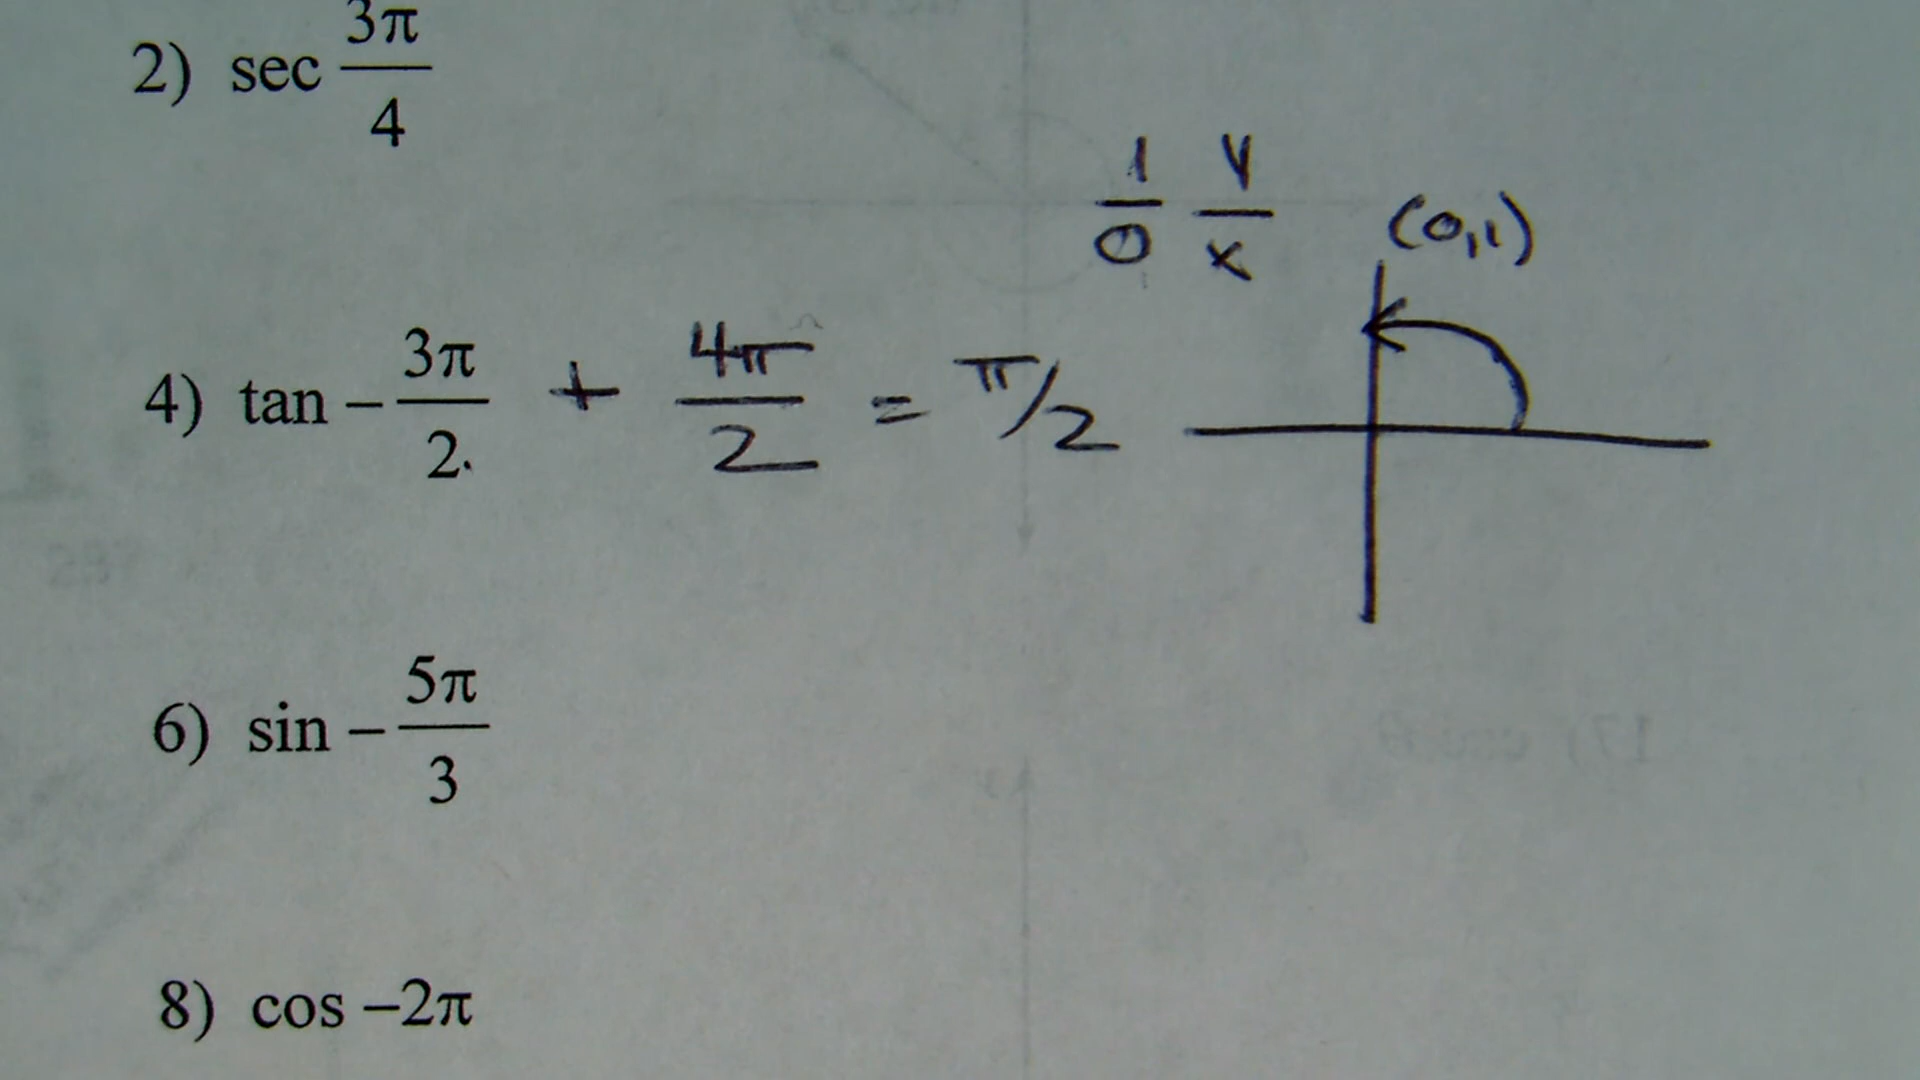 2) sec 3π/4
1/0 y/x (0,1)
4) tan − 3π/2 + 4π/2 = π/2
6) sin − 5π/3
8) cos −2π